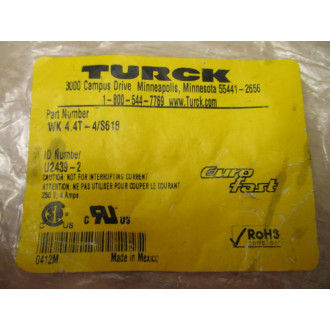 TURCK
3000 Campus Drive Minneapolis, Minnesota 55441-2656
1-800-544-7769 www.Turck.com
Part Number
WK 4.4T-4/S618
ID Number
U2439-2
CAUTION: NOT FOR INTERRUPTING CURRENT
ATTENTION: NE PAS UTILISER POUR COUPER LE COURANT
250 V, 4 Amps
euro fast
C US
RoHS
0412M
Made in Mexico